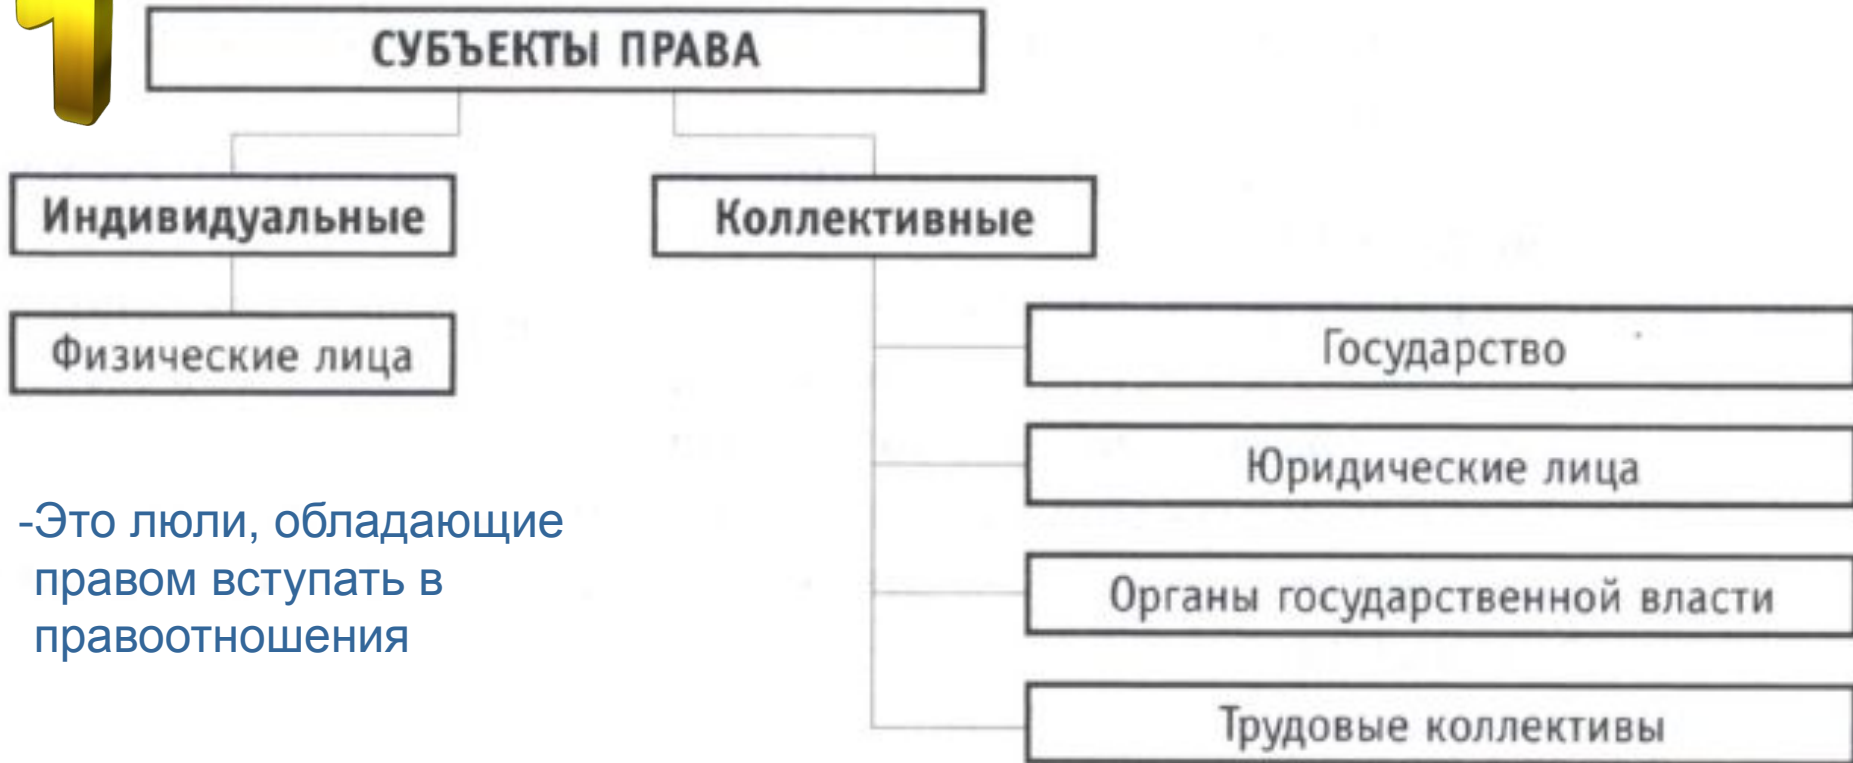 1
СУБЪЕКТЫ ПРАВА
Индивидуальные
Коллективные
Физические лица
Государство
Юридические лица
Органы государственной власти
Трудовые коллективы
-Это люли, обладающие
правом вступать в
правоотношения